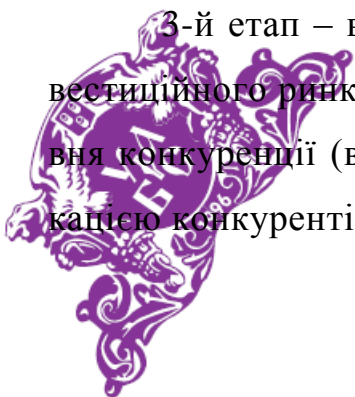 3-й етап – в
вестиційного ринк
вня конкуренції (в
кацією конкуренті